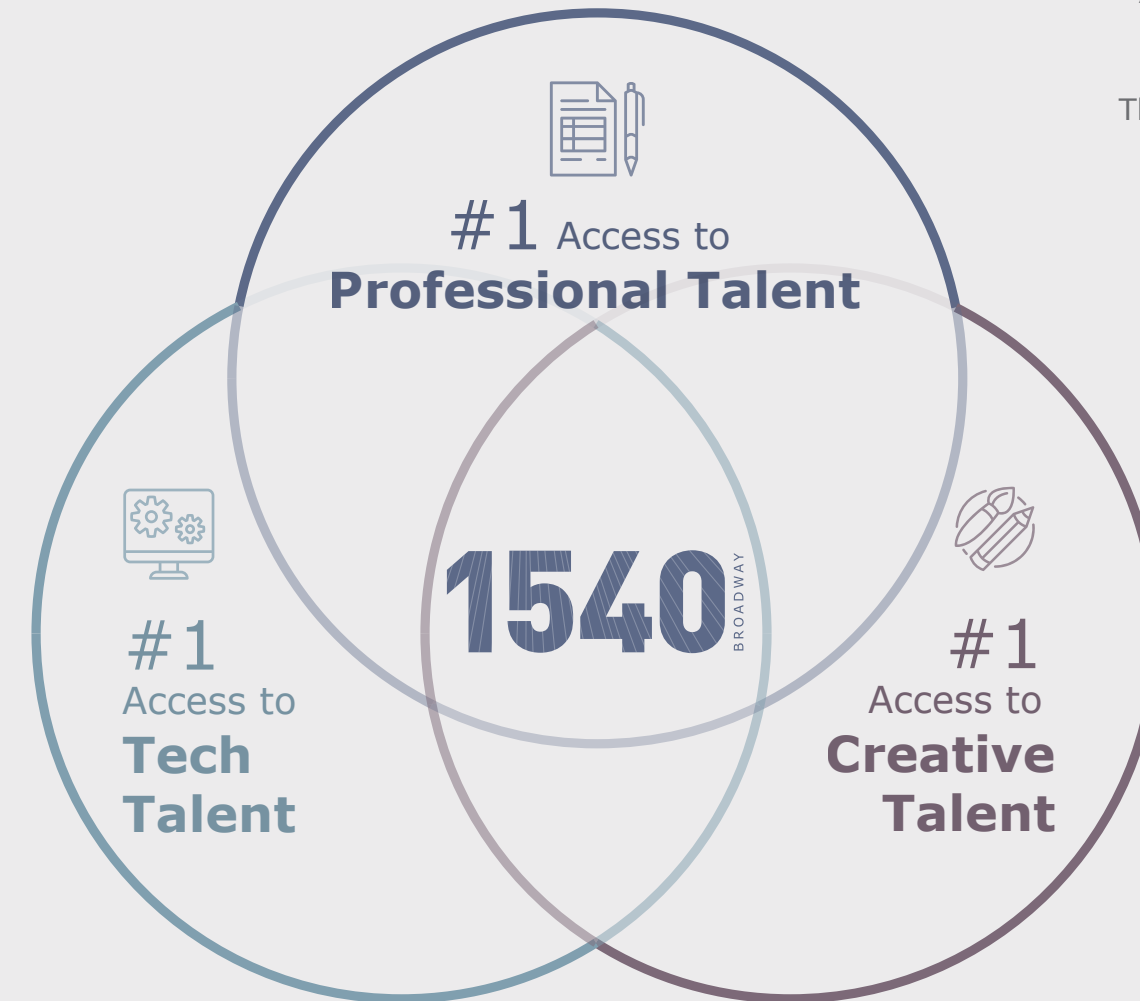 #1 Access to
Professional Talent
#1
Access to
Tech
Talent
1540
BROADWAY
#1
Access to
Creative
Talent